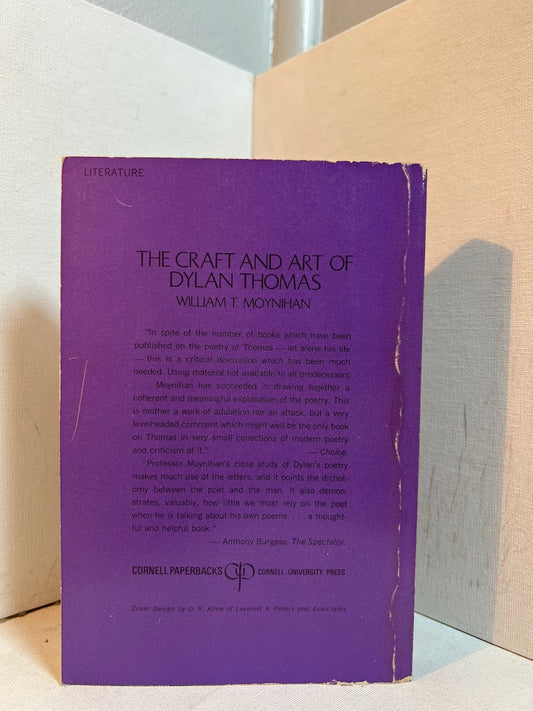 LITERATURE
THE CRAFT AND ART OF
DYLAN THOMAS
WILLIAM T. MOYNIHAN
"In spite of the number of books which have been
published on the poetry of Thomas — let alone his life
— this is a critical discussion which has been much
needed. Using material not available to all predecessors
. . . Moynihan has succeeded in drawing together a
coherent and meaningful explanation of the poetry. This
is neither a work of adulation nor an attack, but a very
levelheaded comment which might well be the only book
on Thomas in very small collections of modern poetry
and criticism of it." — Choice.
"Professor Moynihan's close study of Dylan's poetry
makes much use of the letters, and it points the dichot-
omy between the poet and the man. It also demon-
strates, valuably, how little we must rely on the poet
when he is talking about his own poems. . . . a thought-
ful and helpful book."
— Anthony Burgess, The Spectator.
CORNELL PAPERBACKS CORNELL UNIVERSITY PRESS
Cover Design by O. R. Kline of Leverett A. Peters and Associates